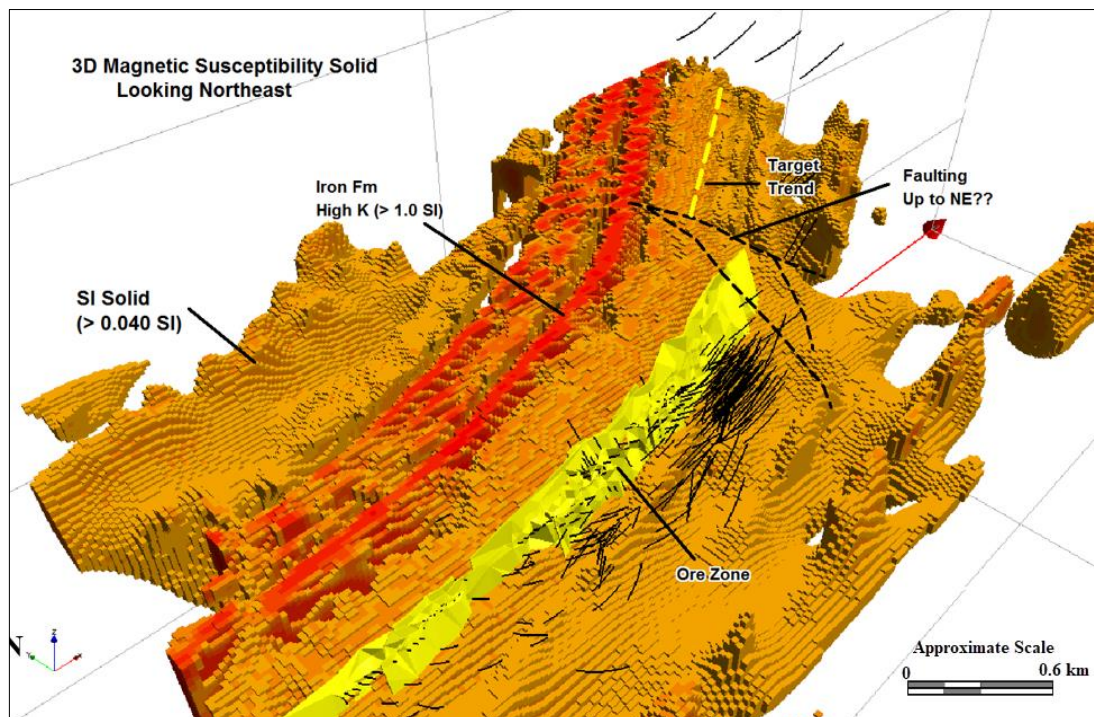 3D Magnetic Susceptibility Solid
Looking Northeast
Iron Fm
High K (> 1.0 SI)
Target
Trend
Faulting
Up to NE??
SI Solid
(> 0.040 SI)
Ore Zone
N
Y
Z
X
Approximate Scale
0
0.6 km